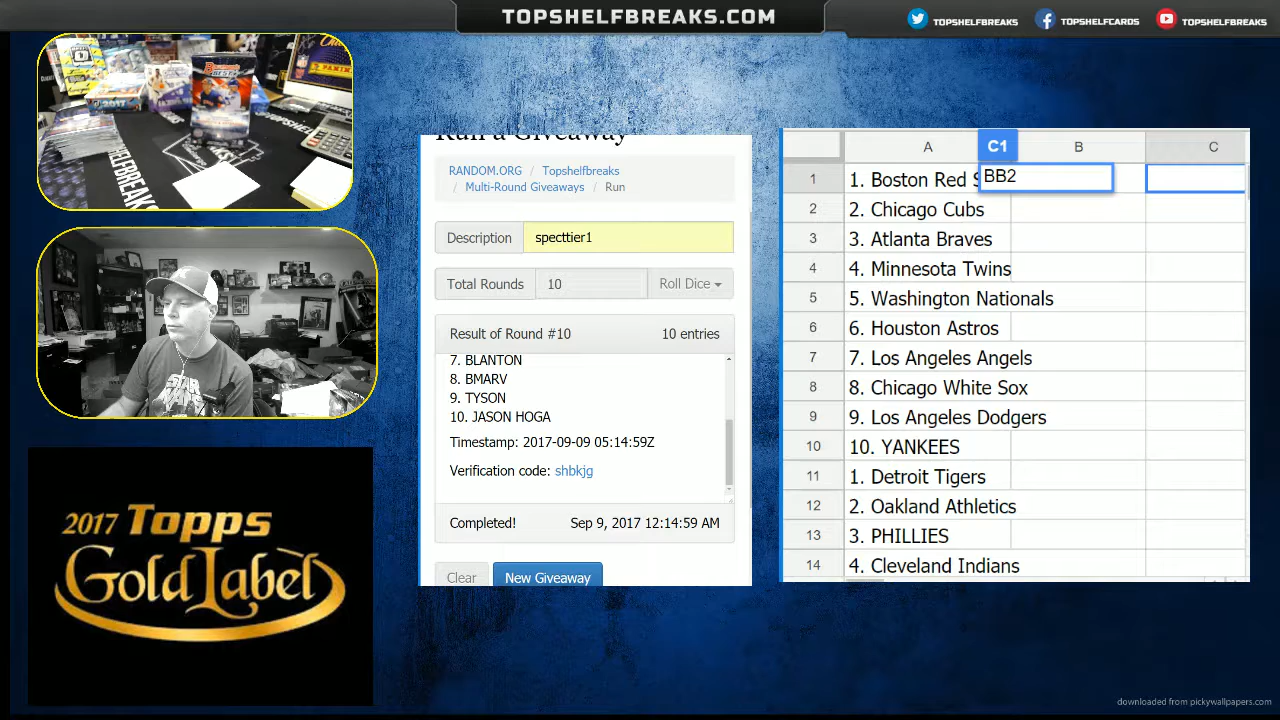 TOPSHELFBREAKS.COM
TOPSHELFBREAKS
TOPSHELFCARDS
TOPSHELFBREAKS
Run a Giveaway
RANDOM.ORG / Topshelfbreaks
/ Multi-Round Giveaways / Run
Description specttier1
Total Rounds 10 Roll Dice
Result of Round #10 10 entries
7. BLANTON
8. BMARV
9. TYSON
10. JASON HOGA
Timestamp: 2017-09-09 05:14:59Z
Verification code: shbkjg
Completed! Sep 9, 2017 12:14:59 AM
Clear New Giveaway
A C1 B C
1 1. Boston Red S BB2
2 2. Chicago Cubs
3 3. Atlanta Braves
4 4. Minnesota Twins
5 5. Washington Nationals
6 6. Houston Astros
7 7. Los Angeles Angels
8 8. Chicago White Sox
9 9. Los Angeles Dodgers
10 10. YANKEES
11 1. Detroit Tigers
12 2. Oakland Athletics
13 3. PHILLIES
14 4. Cleveland Indians
2017 Topps
Gold Label
STAR
WARS
2017
downloaded from pickywallpapers.com